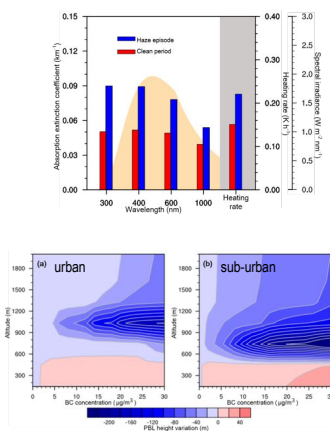 0.15
0.12
0.09
0.06
0.03
0.00
Absorption extinction coefficient (km⁻¹)
Haze episode
Clean period
300 400 600 1000 Heating rate
Wavelength (nm)
0.40
0.30
0.20
0.10
0.00
Heating rate (K h⁻¹)
3.0
2.5
2.0
1.5
1.0
0.5
0.0
Spectral irradiance (W m⁻² nm⁻¹)
(a) urban
1800
1500
1200
900
600
300
Altitude (m)
0 5 10 15 20 25 30
BC concentration (μg/m³)
(b) sub-urban
1800
1500
1200
900
600
300
Altitude (m)
0 5 10 15 20 25 30
BC concentration (μg/m³)
-200 -160 -120 -80 -40 0 20 40
PBL height variation (m)